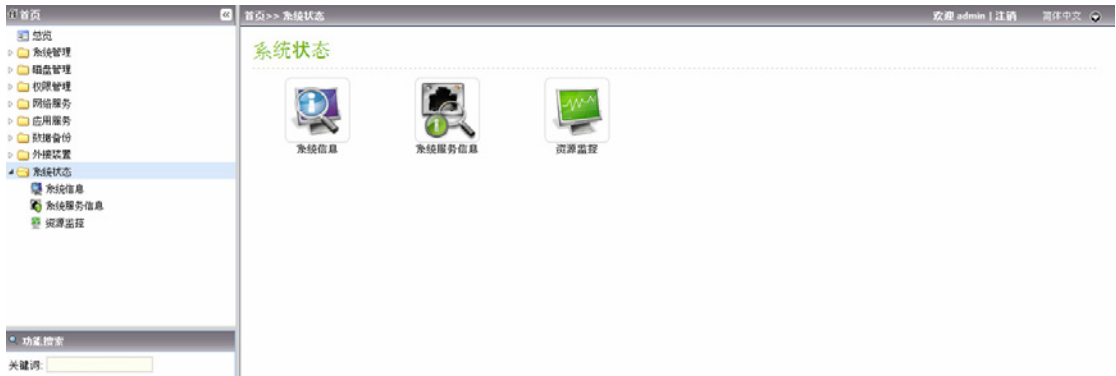 首页
首页>> 系统状态
欢迎 admin | 注销
简体中文
总览
系统管理
磁盘管理
权限管理
网络服务
应用服务
数据备份
外接装置
系统状态
系统信息
系统服务信息
资源监控
功能搜索
关键词:
系统状态
系统信息
系统服务信息
资源监控